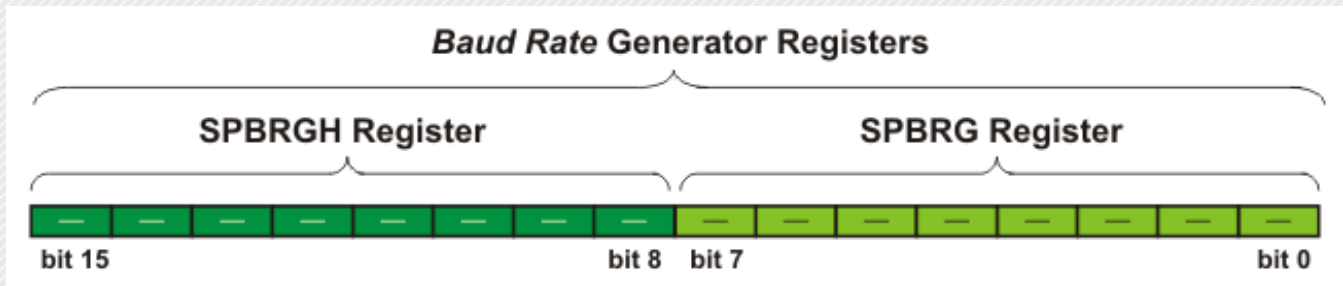 Baud Rate Generator Registers
SPBRGH Register SPBRG Register
bit 15 bit 8 bit 7 bit 0